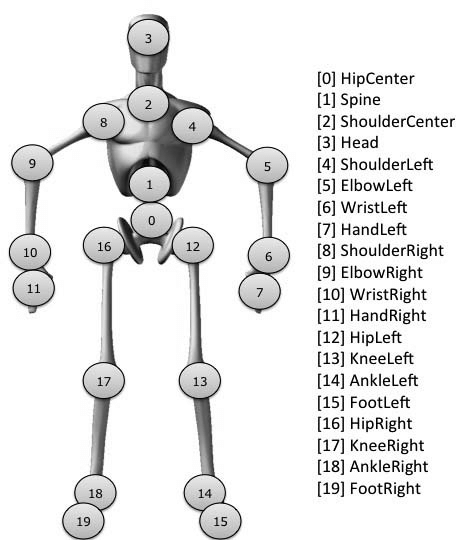 3
2
8
4
9
5
1
0
16
12
10
6
11
7
17
13
18
14
19
15
[0] HipCenter
[1] Spine
[2] ShoulderCenter
[3] Head
[4] ShoulderLeft
[5] ElbowLeft
[6] WristLeft
[7] HandLeft
[8] ShoulderRight
[9] ElbowRight
[10] WristRight
[11] HandRight
[12] HipLeft
[13] KneeLeft
[14] AnkleLeft
[15] FootLeft
[16] HipRight
[17] KneeRight
[18] AnkleRight
[19] FootRight